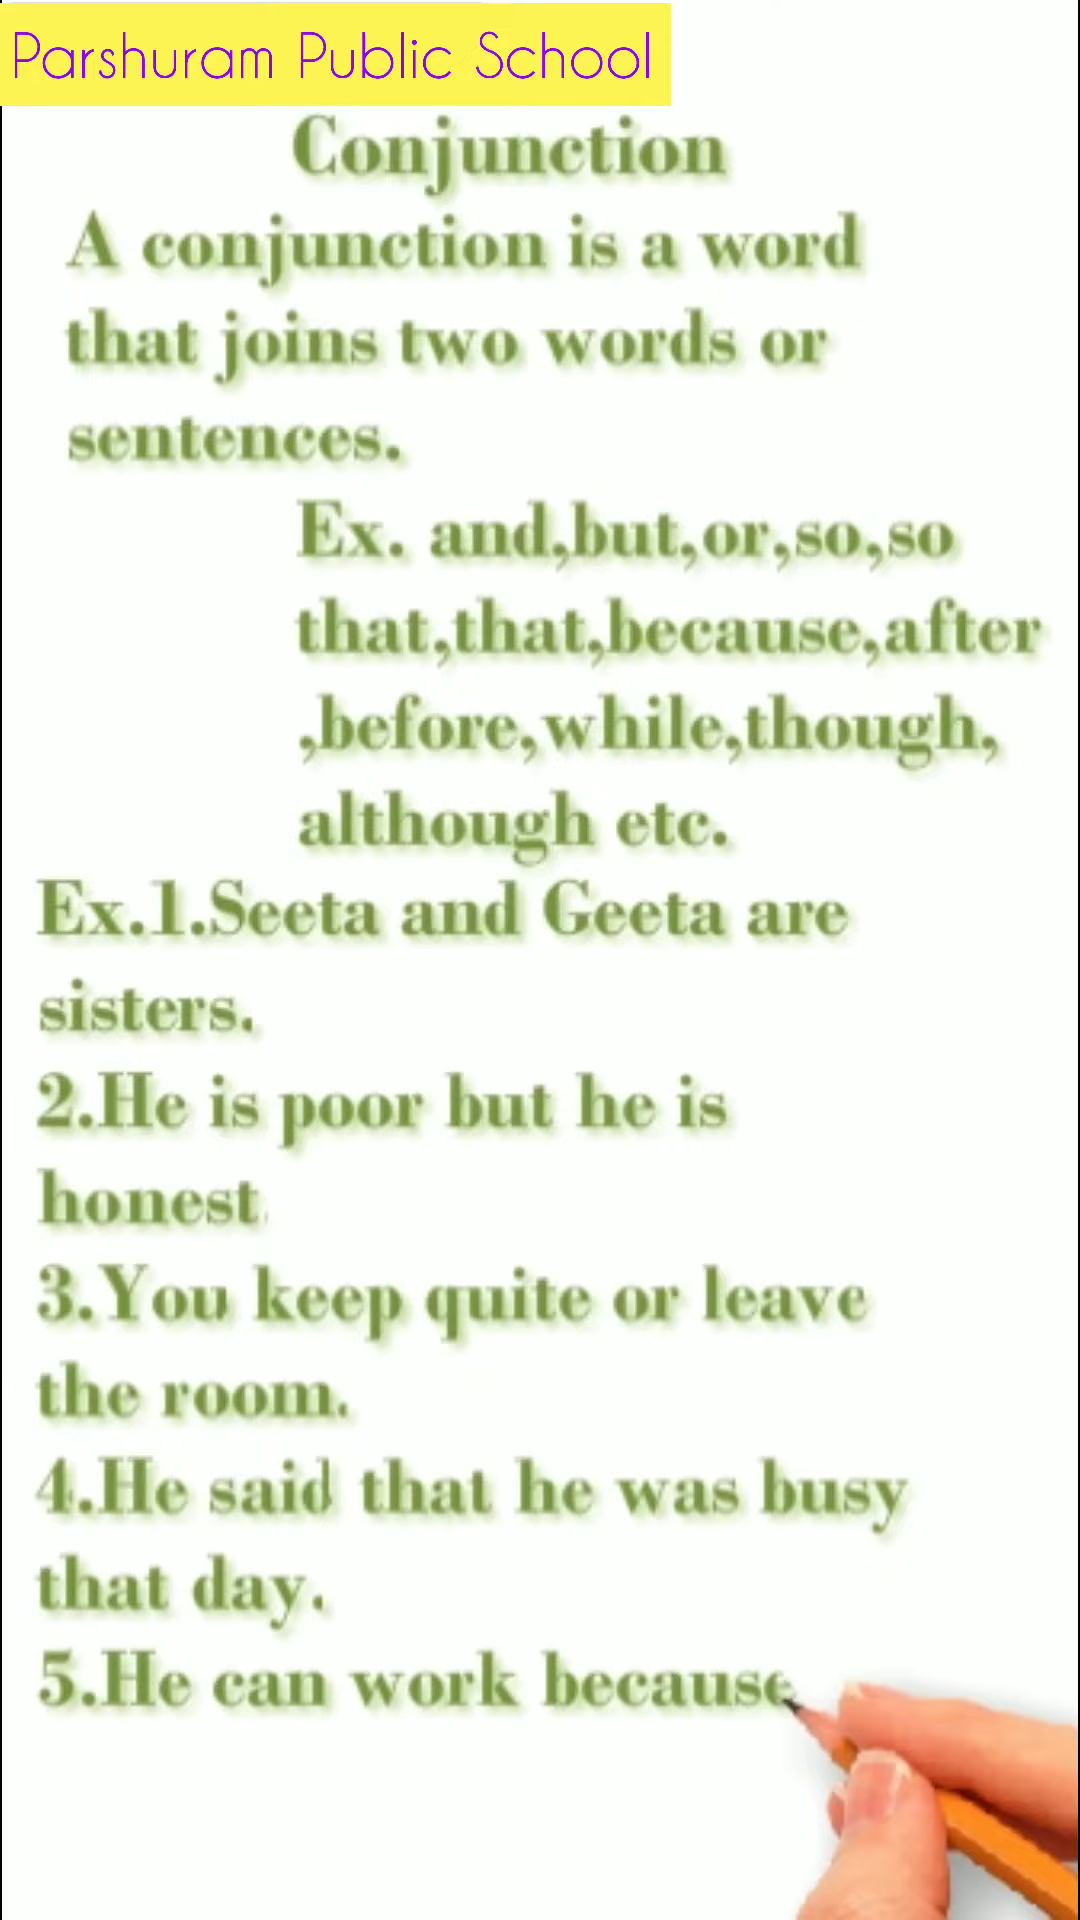 Parshuram Public School
Conjunction
A conjunction is a word
that joins two words or
sentences.
Ex. and,but,or,so,so
that,that,because,after
,before,while,though,
although etc.
Ex.1.Seeta and Geeta are
sisters.
2.He is poor but he is
honest.
3.You keep quite or leave
the room.
4.He said that he was busy
that day.
5.He can work because